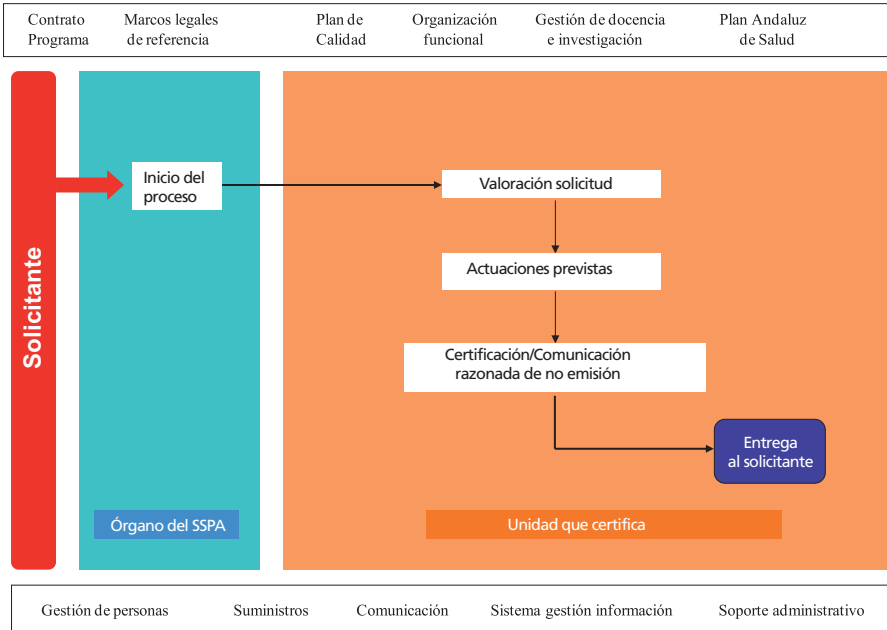 Contrato Programa
Marcos legales de referencia
Plan de Calidad
Organización funcional
Gestión de docencia e investigación
Plan Andaluz de Salud
Solicitante
Inicio del
proceso
Valoración solicitud
Actuaciones previstas
Certificación/Comunicación
razonada de no emisión
Entrega
al solicitante
Órgano del SSPA
Unidad que certifica
Gestión de personas Suministros Comunicación Sistema gestión información Soporte administrativo